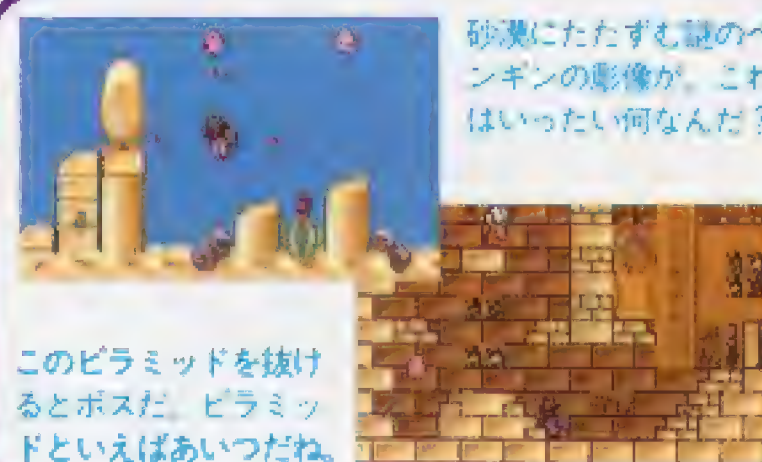 砂漠にたたずむ謎のペ
ンギンの彫像が。これ
はいったい何なんだ？
このピラミッドを抜け
るとボスだ。ピラミッ
ドといえばあいつだね。